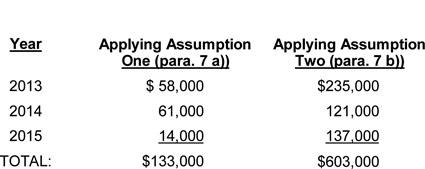 Year Applying Assumption Applying Assumption
One (para. 7 a)) Two (para. 7 b))
2013 $ 58,000 $235,000
2014 61,000 121,000
2015 14,000 137,000
TOTAL: $133,000 $603,000